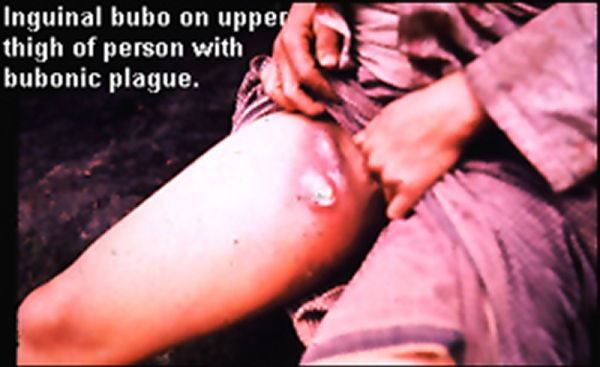 Inguinal bubo on upper
thigh of person with
bubonic plague.